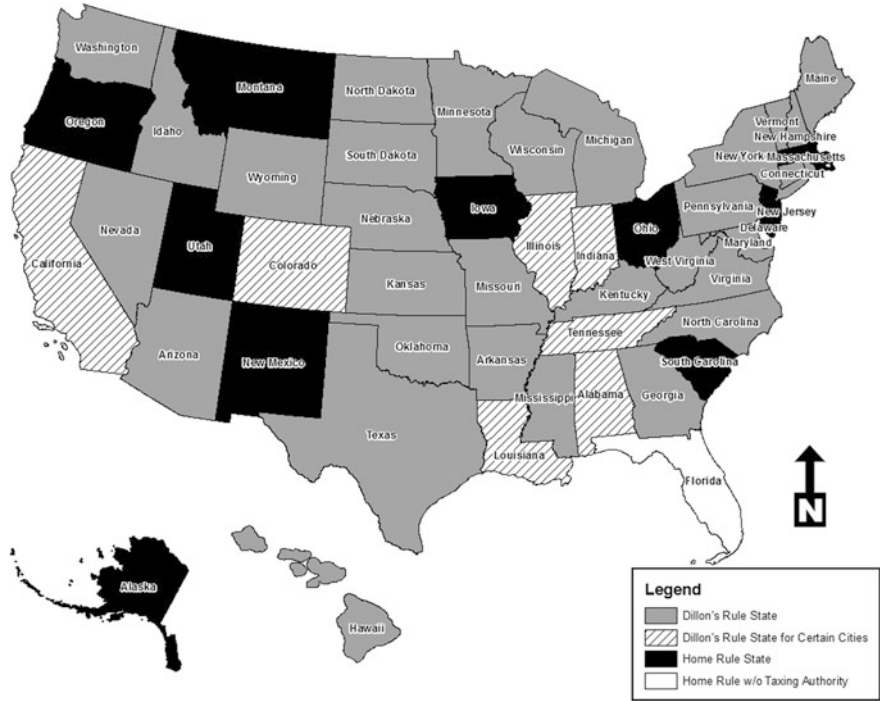 Washington
Montana
North Dakota
Minnesota
Maine
Oregon
Idaho
Vermont
New Hampshire
Michigan
Wisconsin
South Dakota
Wyoming
New York
Massachusetts
Connecticut
Iowa
Nebraska
Pennsylvania
New Jersey
Nevada
Utah
Ohio
Delaware
Illinois
Indiana
Maryland
California
Colorado
West Virginia
Virginia
Kansas
Missouri
Kentucky
North Carolina
Tennessee
Arizona
New Mexico
Oklahoma
Arkansas
South Carolina
Mississippi
Alabama
Georgia
Texas
Louisiana
Florida
N
Alaska
Hawaii
Legend
Dillon's Rule State
Dillon's Rule State for Certain Cities
Home Rule State
Home Rule w/o Taxing Authority